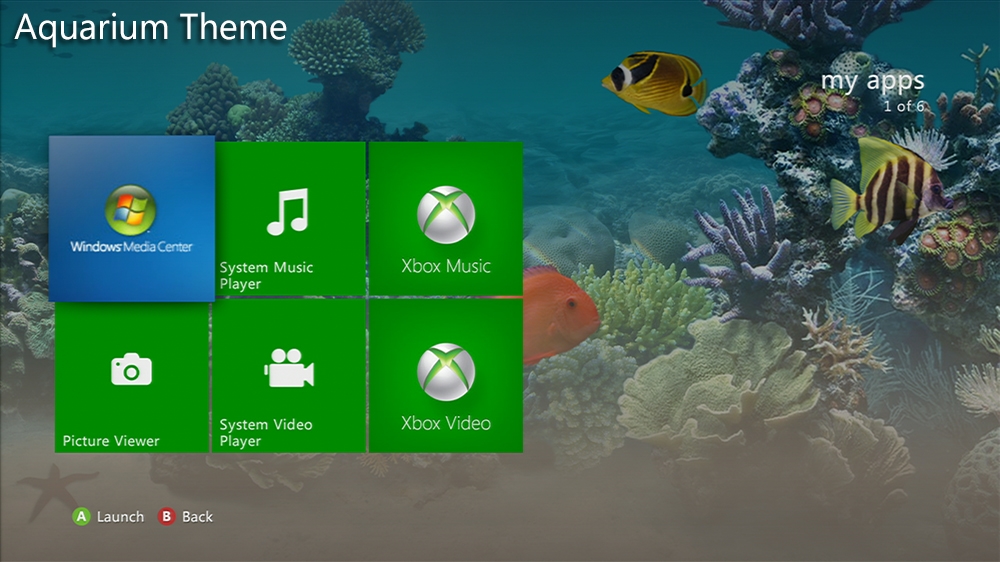 Aquarium Theme
my apps
1 of 6
Windows Media Center
System Music
Player
Xbox Music
Picture Viewer
System Video
Player
Xbox Video
A Launch B Back